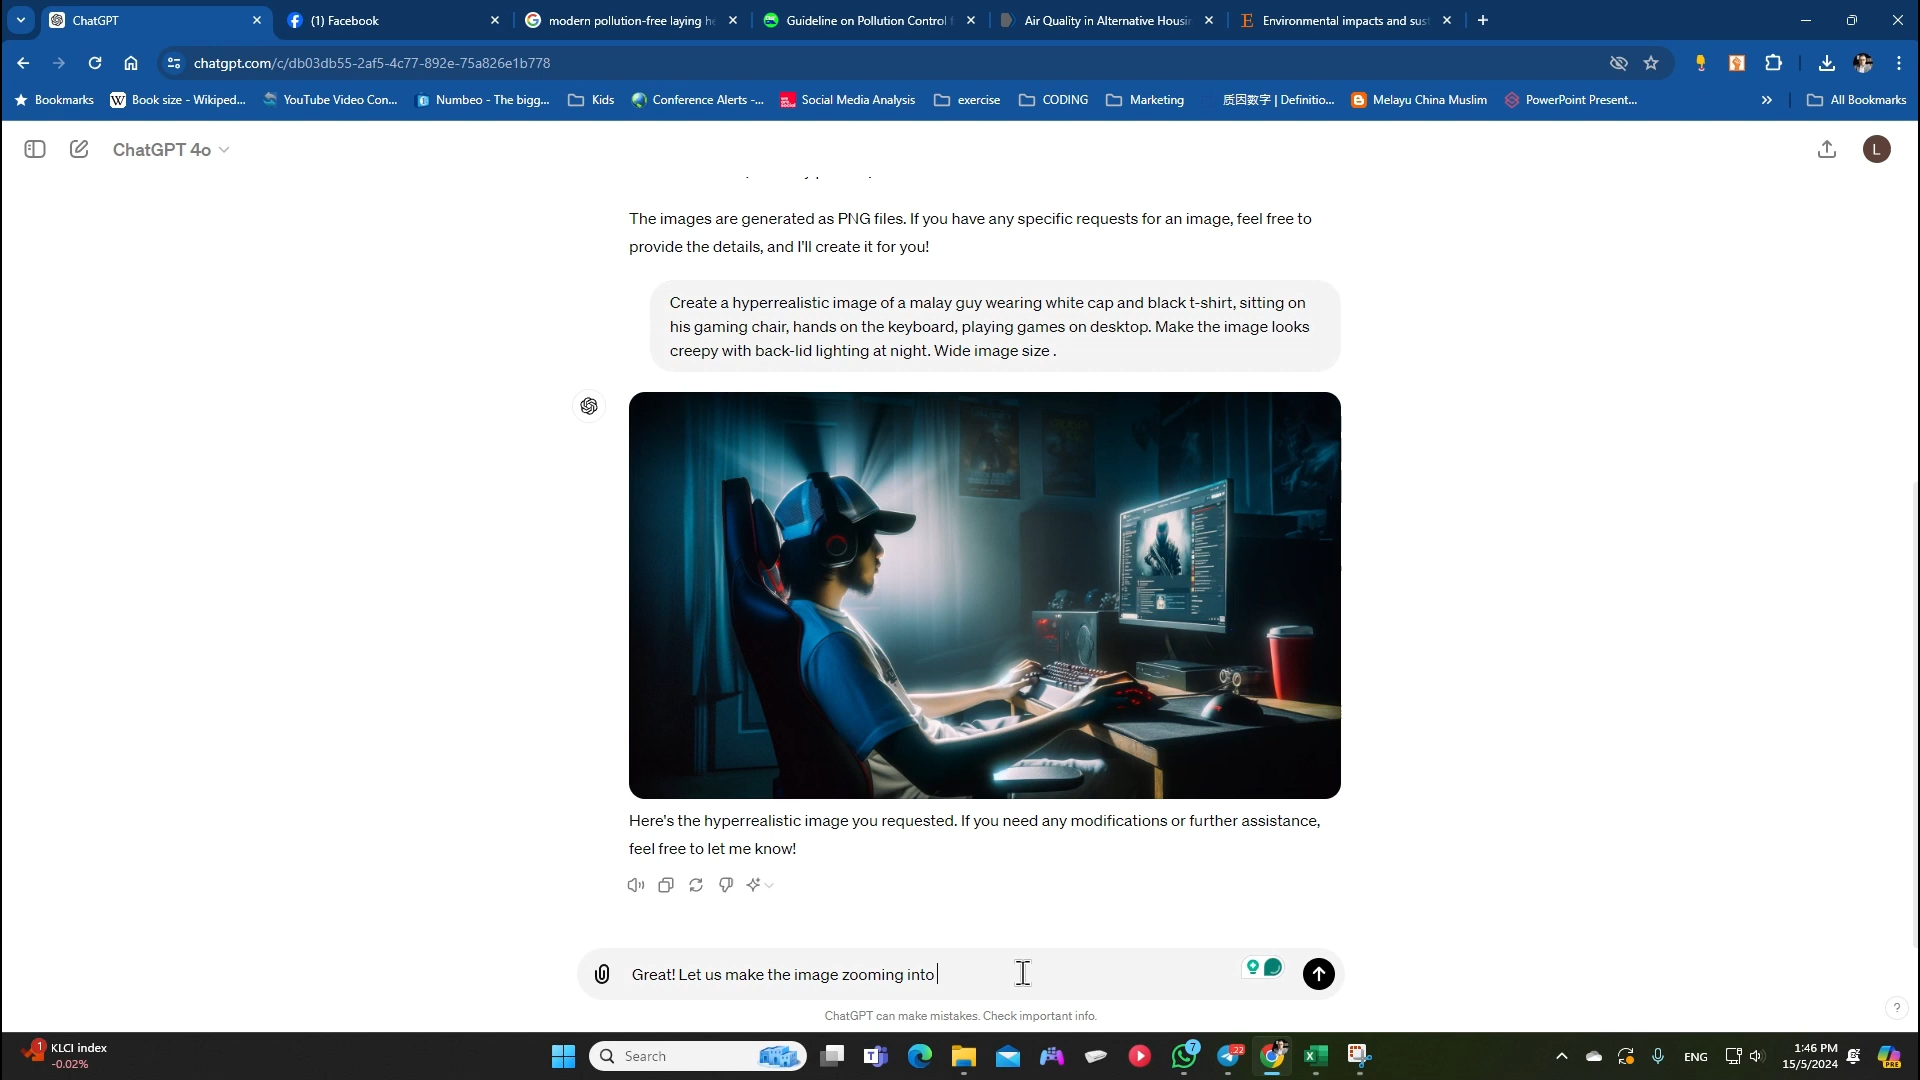 ChatGPT
(1) Facebook
modern pollution-free laying he
Guideline on Pollution Control f
Air Quality in Alternative Housin
Environmental impacts and sust
chatgpt.com/c/db03db55-2af5-4c77-892e-75a826e1b778
Bookmarks
Book size - Wikiped...
YouTube Video Con...
Numbeo - The bigg...
Kids
Conference Alerts -...
Social Media Analysis
exercise
CODING
Marketing
质因数字 | Definitio...
Melayu China Muslim
PowerPoint Present...
All Bookmarks
ChatGPT 4o
L
The images are generated as PNG files. If you have any specific requests for an image, feel free to
provide the details, and I'll create it for you!
Create a hyperrealistic image of a malay guy wearing white cap and black t-shirt, sitting on
his gaming chair, hands on the keyboard, playing games on desktop. Make the image looks
creepy with back-lid lighting at night. Wide image size .
Here's the hyperrealistic image you requested. If you need any modifications or further assistance,
feel free to let me know!
Great! Let us make the image zooming into
ChatGPT can make mistakes. Check important info.
?
1
KLCI index
-0.02%
Search
7
22
ENG
1:46 PM
15/5/2024
PRE